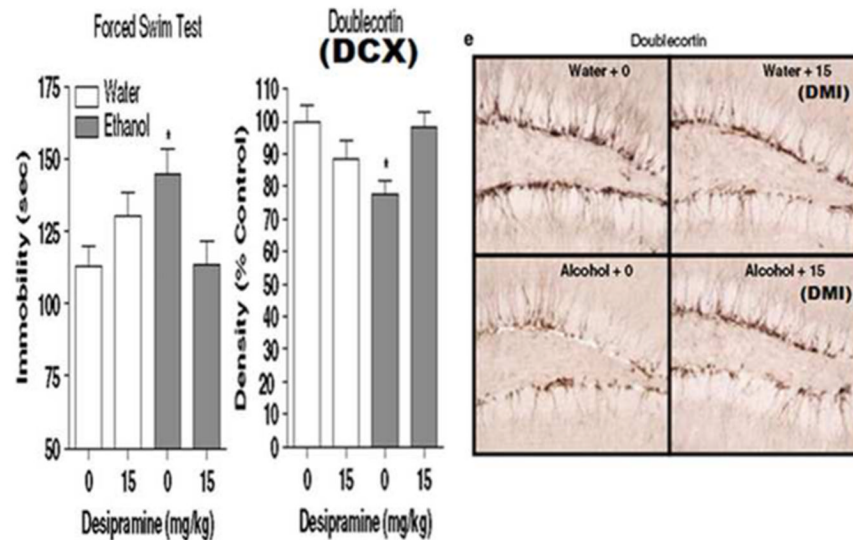 Forced Swim Test
Water
Ethanol
Immobility (sec)
175
150
125
100
75
50
*
0
15
0
15
Desipramine (mg/kg)
Doublecortin
(DCX)
Density (% Control)
110
100
90
80
70
60
50
40
30
20
10
0
*
0
15
0
15
Desipramine (mg/kg)
e
Doublecortin
Water + 0
Water + 15
(DMI)
Alcohol + 0
Alcohol + 15
(DMI)